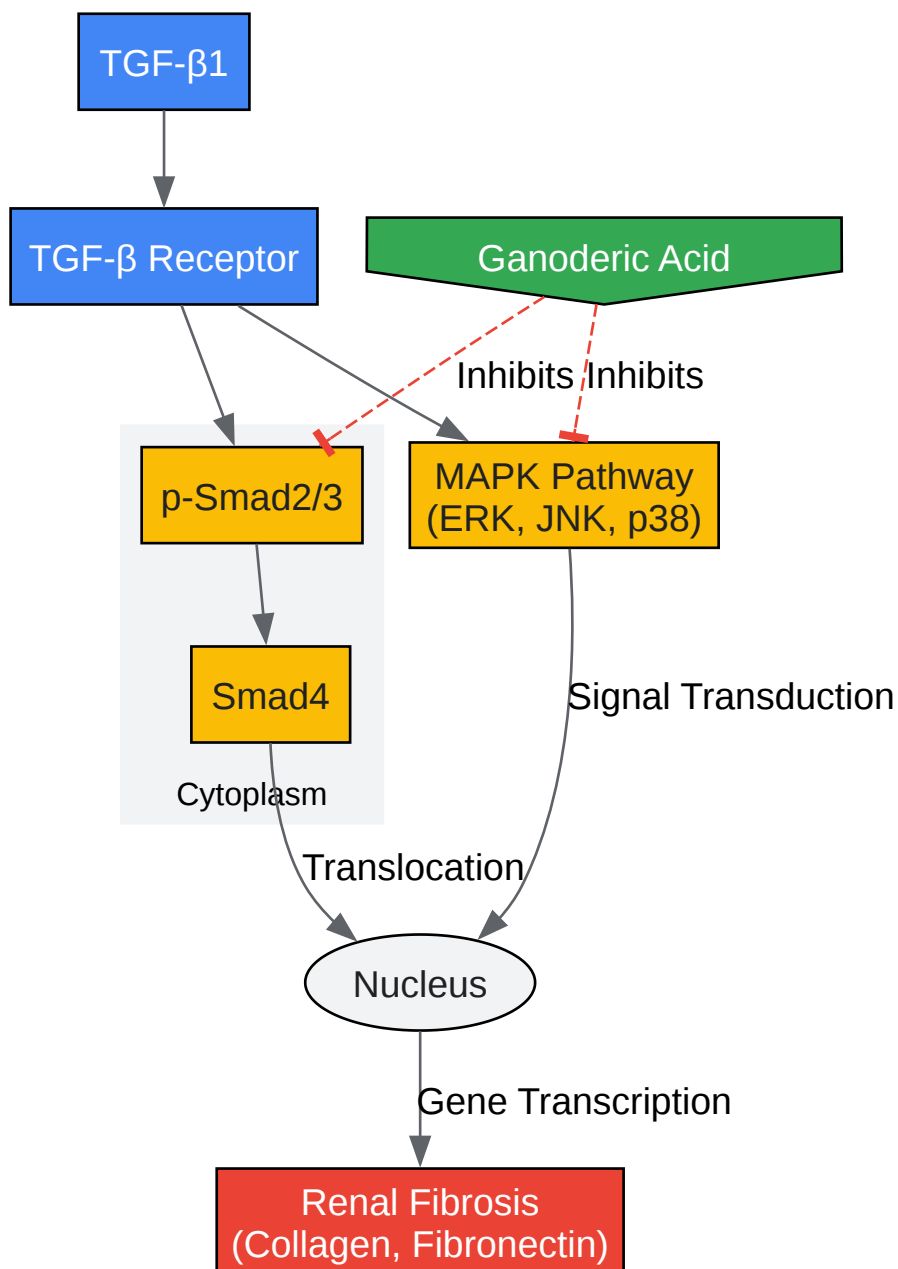 TGF-β1
TGF-β Receptor
Ganoderic Acid
Inhibits
Inhibits
p-Smad2/3
MAPK Pathway
(ERK, JNK, p38)
Smad4
Signal Transduction
Cytoplasm
Translocation
Nucleus
Gene Transcription
Renal Fibrosis
(Collagen, Fibronectin)